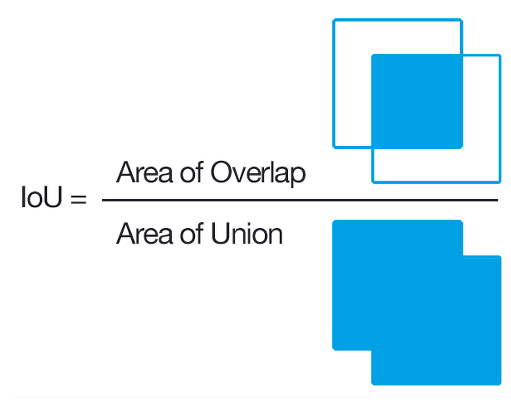 Area of Overlap
IoU =
Area of Union